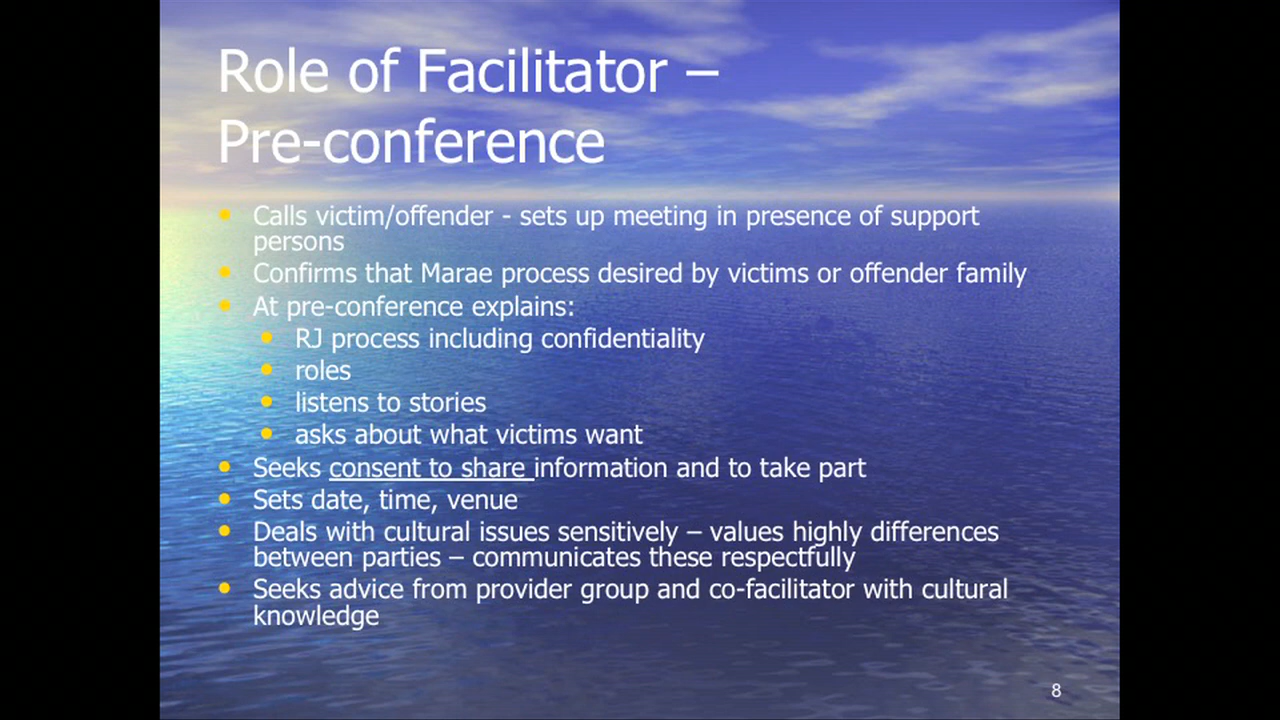 Role of Facilitator –
Pre-conference
• Calls victim/offender - sets up meeting in presence of support
persons
• Confirms that Marae process desired by victims or offender family
• At pre-conference explains:
• RJ process including confidentiality
• roles
• listens to stories
• asks about what victims want
• Seeks consent to share information and to take part
• Sets date, time, venue
• Deals with cultural issues sensitively – values highly differences
between parties – communicates these respectfully
• Seeks advice from provider group and co-facilitator with cultural
knowledge
8